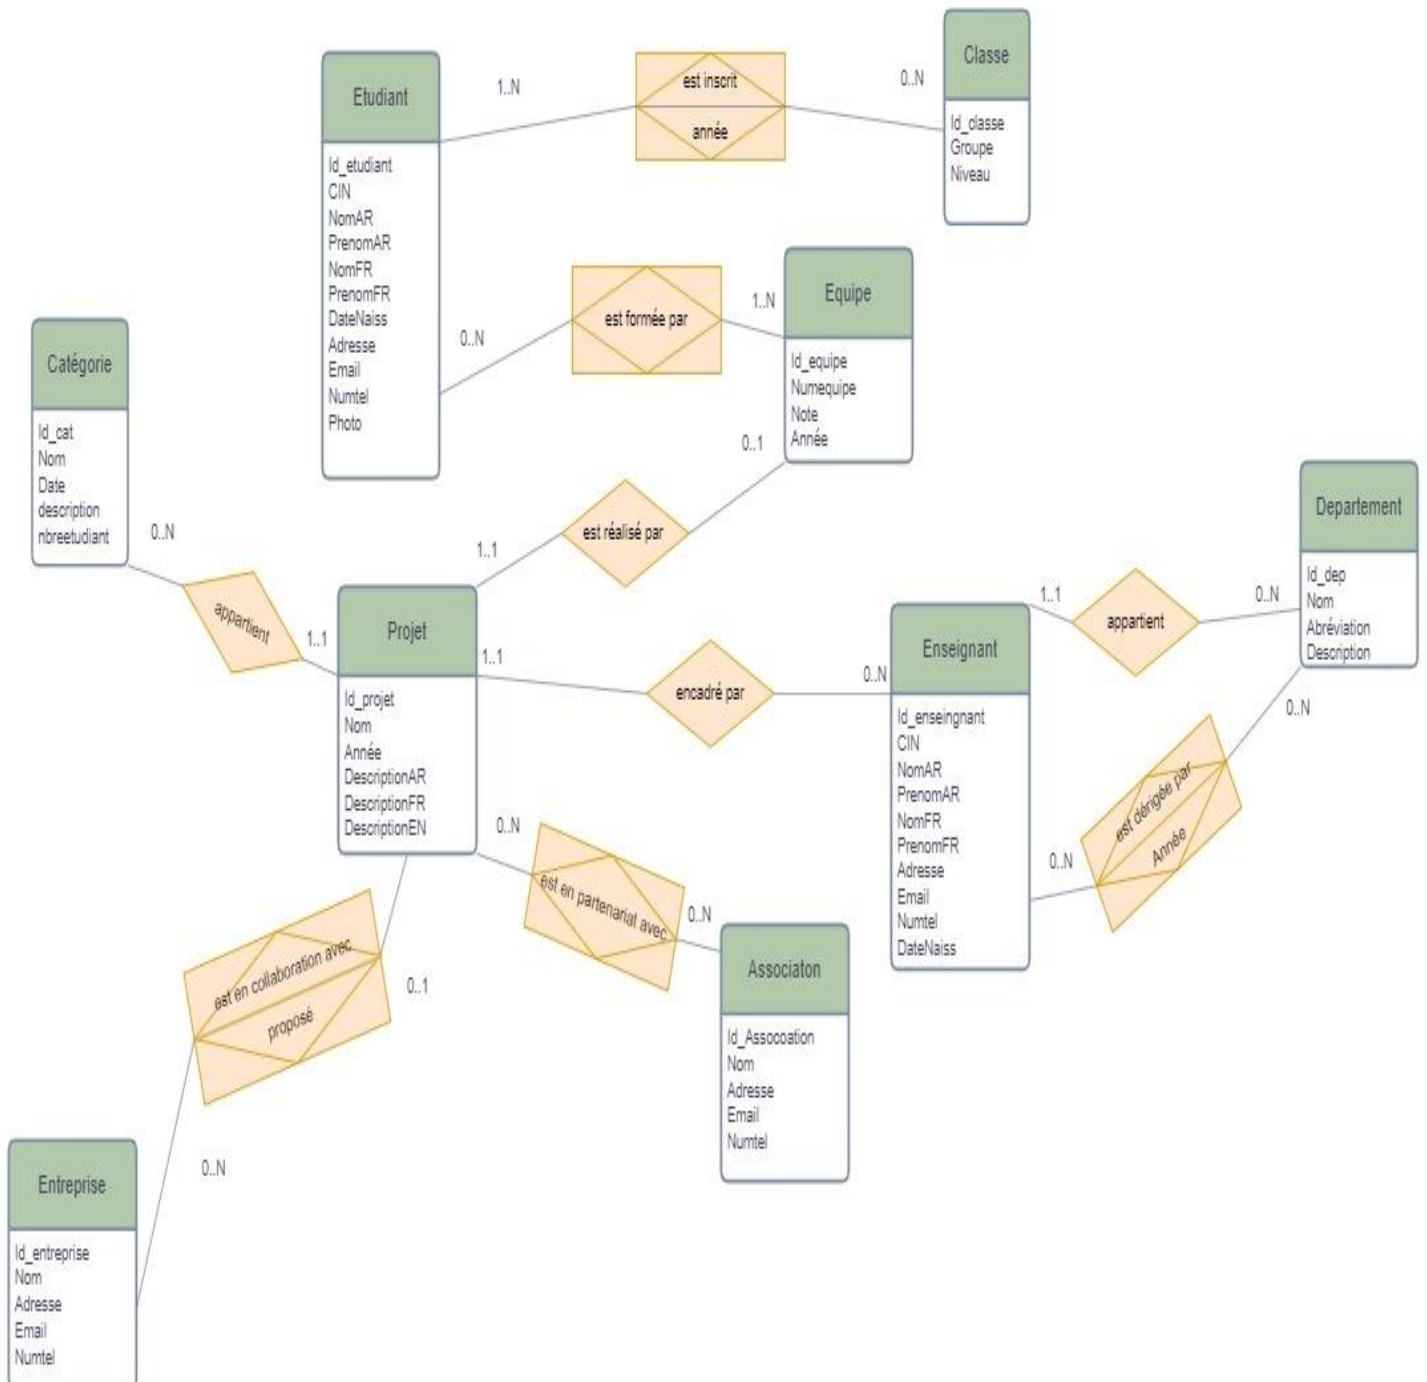 Etudiant
Id_etudiant
CIN
NomAR
PrenomAR
NomFR
PrenomFR
DateNaiss
Adresse
Email
Numtel
Photo
1..N
est inscrit
année
0..N
Classe
Id_classe
Groupe
Niveau
0..N
est formée par
1..N
Equipe
Id_equipe
Numequipe
Note
Année
0..1
est réalisé par
1..1
Catégorie
Id_cat
Nom
Date
description
nbreetudiant
0..N
appartient
1..1
Projet
Id_projet
Nom
Année
DescriptionAR
DescriptionFR
DescriptionEN
1..1
encadré par
0..N
Enseignant
Id_enseingnant
CIN
NomAR
PrenomAR
NomFR
PrenomFR
Adresse
Email
Numtel
DateNaiss
1..1
appartient
0..N
Departement
Id_dep
Nom
Abréviation
Description
0..N
est dérigée par
Année
0..N
0..N
est en partenariat avec
0..N
Associaton
Id_Assocoation
Nom
Adresse
Email
Numtel
0..1
est en collaboration avec
proposé
0..N
Entreprise
Id_entreprise
Nom
Adresse
Email
Numtel